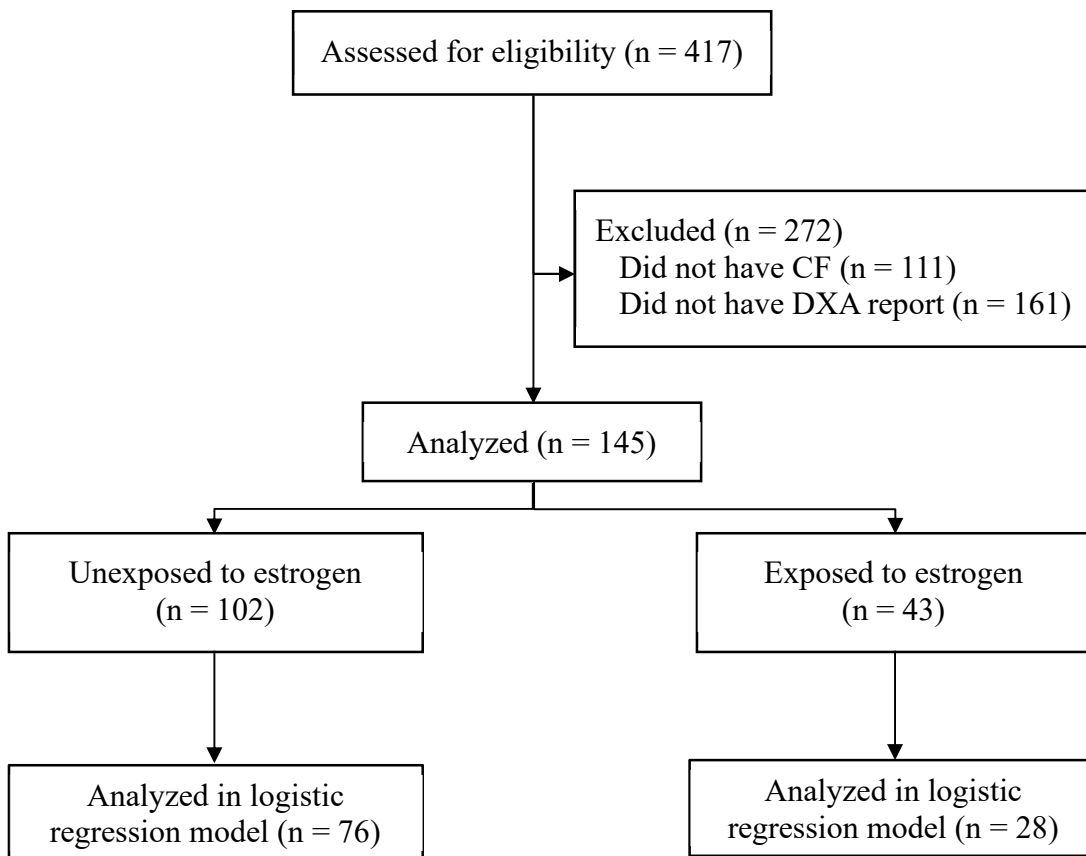 Assessed for eligibility (n = 417)
Excluded (n = 272)
Did not have CF (n = 111)
Did not have DXA report (n = 161)
Analyzed (n = 145)
Unexposed to estrogen
(n = 102)
Exposed to estrogen
(n = 43)
Analyzed in logistic
regression model (n = 76)
Analyzed in logistic
regression model (n = 28)